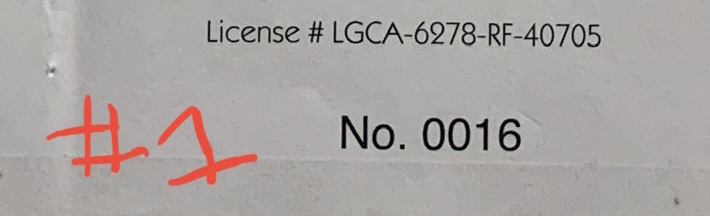 License # LGCA-6278-RF-40705
#1 No. 0016